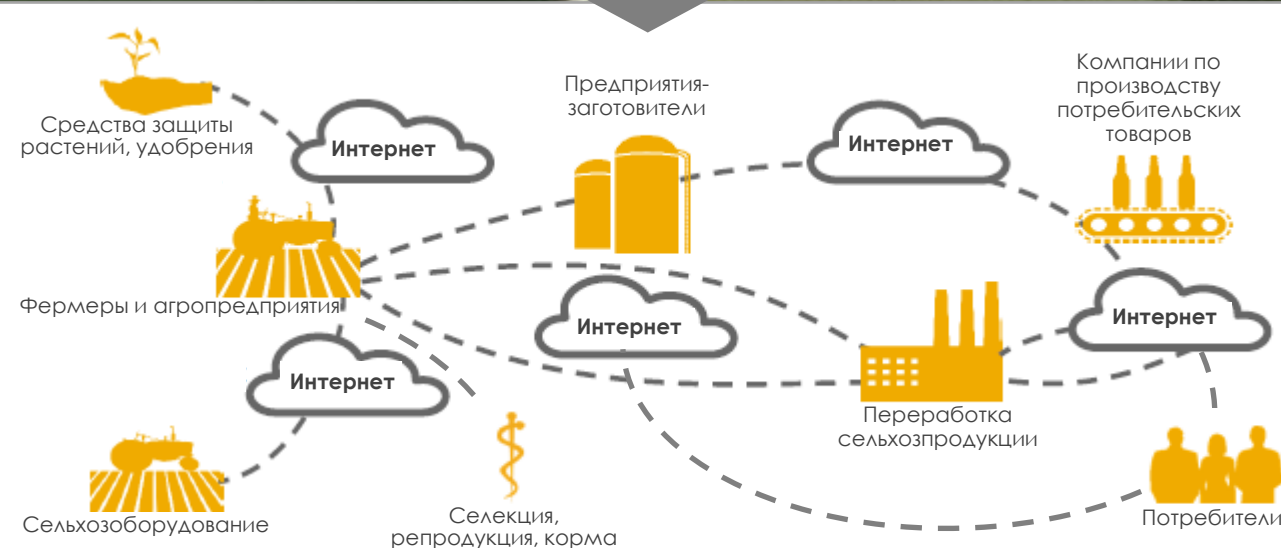 Средства защиты
растений, удобрения
Интернет
Предприятия-
заготовители
Интернет
Компании по
производству
потребительских
товаров
Фермеры и агропредприятия
Интернет
Интернет
Интернет
Переработка
сельхозпродукции
Сельхозоборудование
Селекция,
репродукция, корма
Потребители